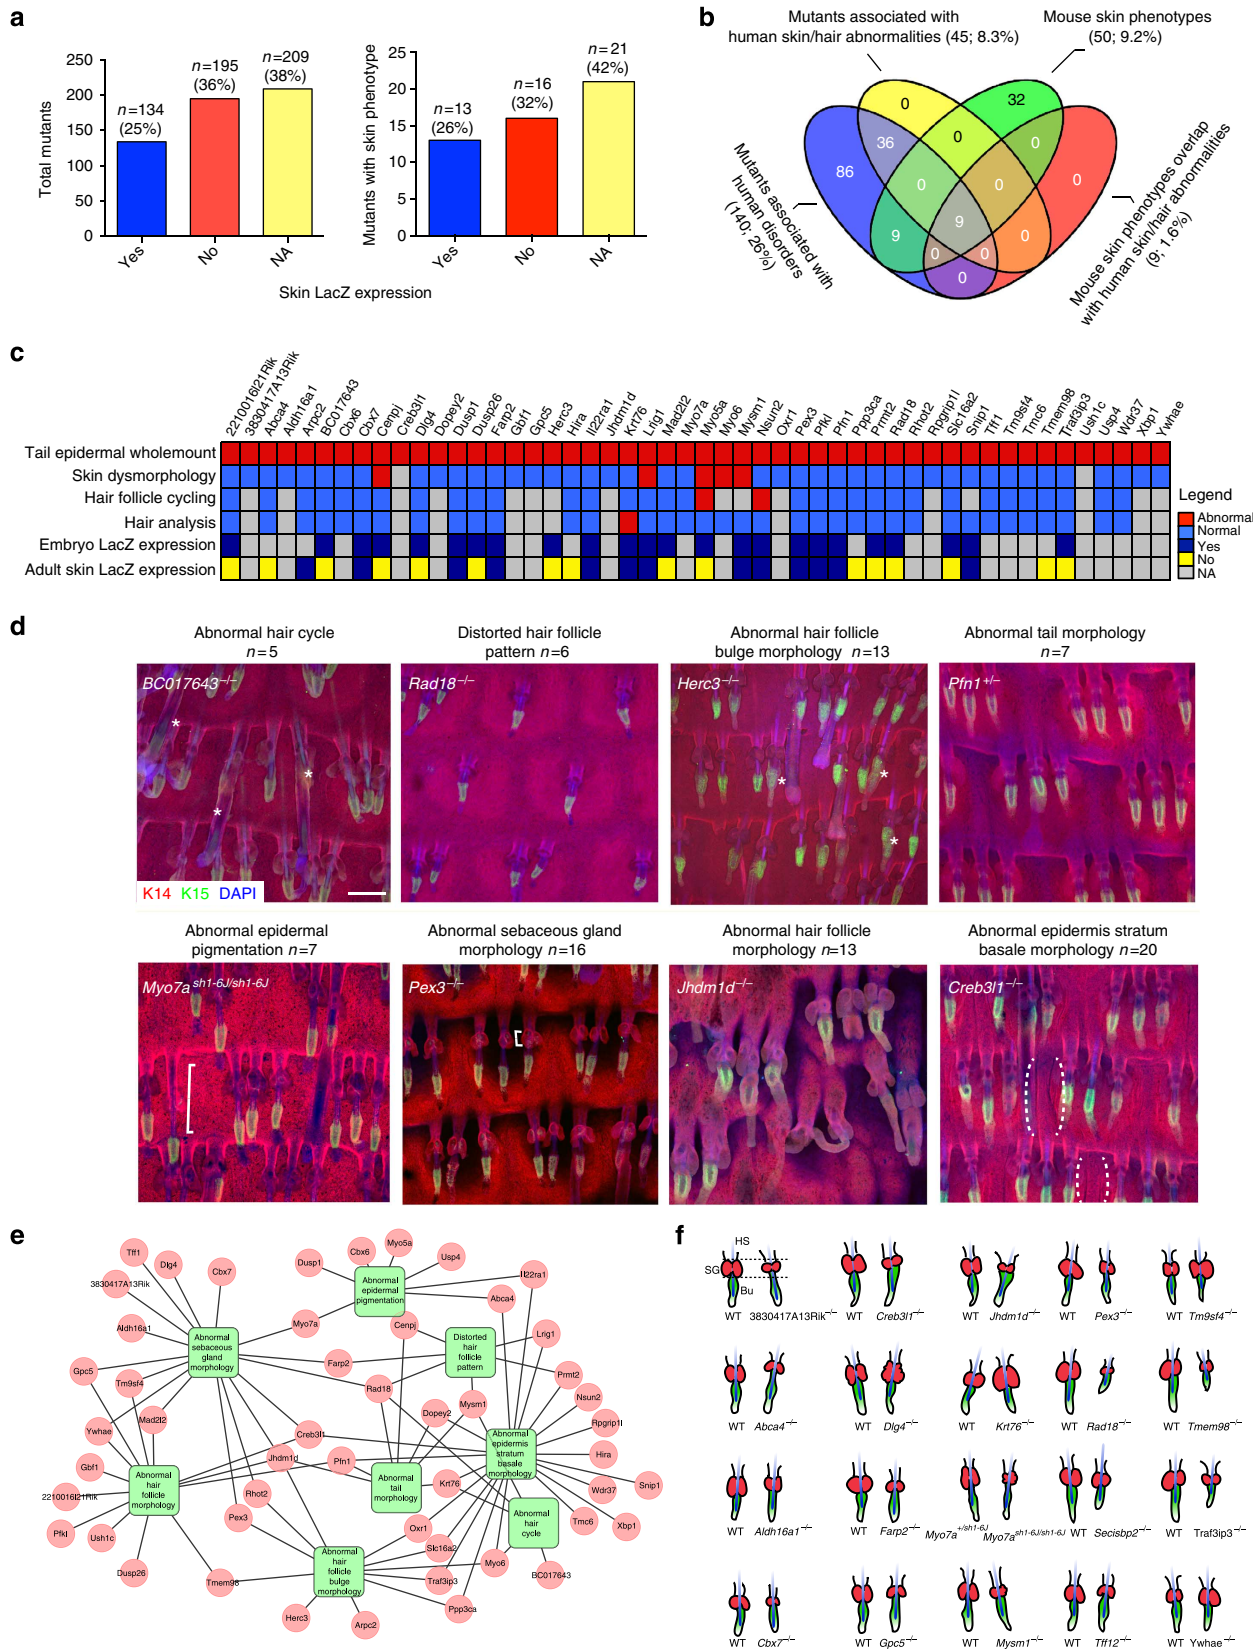 a
250
200
150
100
50
0
Total mutants
n=134
(25%)
n=195
(36%)
n=209
(38%)
Yes
No
NA
25
20
15
10
5
0
Mutants with skin phenotype
n=13
(26%)
n=16
(32%)
n=21
(42%)
Yes
No
NA
Skin LacZ expression
b
Mutants associated with
human skin/hair abnormalities (45; 8.3%)
Mouse skin phenotypes
(50; 9.2%)
Mutants associated with
human disorders
(140; 26%)
Mouse skin phenotypes overlap
with human skin/hair abnormalities
(9; 1.6%)
0
32
36
0
0
86
0
0
0
9
9
0
0
0
0
c
2210016l21Rik
3830417A13Rik
Abca4
Aldh16a1
Arpc2
BC017643
Cbx6
Cbx7
Cenpj
Creb3l1
Dlg4
Dopey2
Dusp1
Dusp26
Farp2
Gbf1
Gpc5
Herc3
Hira
Il22ra1
Jhdm1d
Krt76
Lrig1
Mad2l2
Myo7a
Myo5a
Myo6
Mysm1
Nsun2
Oxr1
Pex3
Pfkl
Pfn1
Ppp3ca
Prmt2
Rad18
Rhot2
Rpgrip1l
Slc16a2
Snip1
Tff1
Tm9sf4
Tmc6
Tmem98
Traf3ip3
Ush1c
Usp4
Wdr37
Xbp1
Ywhae
Tail epidermal wholemount
Skin dysmorphology
Hair follicle cycling
Hair analysis
Embryo LacZ expression
Adult skin LacZ expression
Legend
Abnormal
Normal
Yes
No
NA
d
Abnormal hair cycle
n=5
Distorted hair follicle
pattern n=6
Abnormal hair follicle
bulge morphology n=13
Abnormal tail morphology
n=7
BC017643–/–
Rad18–/–
Herc3–/–
Pfn1+/–
*
*
*
*
*
*
K14 K15 DAPI
Abnormal epidermal
pigmentation n=7
Abnormal sebaceous gland
morphology n=16
Abnormal hair follicle
morphology n=13
Abnormal epidermis stratum
basale morphology n=20
Myo7a sh1-6J/sh1-6J
Pex3–/–
Jhdm1d–/–
Creb3l1–/–
e
Tff1
Dlg4
Cbx7
3830417A13Rik
Aldh16a1
Gpc5
Tm9sf4
Mad2l2
Ywhae
Gbf1
2210016l21Rik
Pfkl
Ush1c
Dusp26
Tmem98
Pex3
Rhot2
Jhdm1d
Creb3l1
Pfn1
Farp2
Rad18
Myo7a
Dusp1
Cbx6
Myo5a
Usp4
Il22ra1
Abca4
Cenpj
Lrig1
Prmt2
Nsun2
Rpgrip1l
Hira
Snip1
Wdr37
Xbp1
Tmc6
Mysm1
Dopey2
Krt76
Oxr1
Slc16a2
Traf3ip3
Myo6
Ppp3ca
BC017643
Herc3
Arpc2
Abnormal
sebaceous
gland
morphology
Abnormal
epidermal
pigmentation
Distorted
hair
follicle
pattern
Abnormal
epidermis
stratum
basale
morphology
Abnormal
tail
morphology
Abnormal
hair
cycle
Abnormal
hair
follicle
morphology
Abnormal
hair
follicle
bulge
morphology
f
HS
SG
Bu
WT 3830417A13Rik–/–
WT Creb3l1–/–
WT Jhdm1d–/–
WT Pex3–/–
WT Tm9sf4–/–
WT Abca4–/–
WT Dlg4–/–
WT Krt76–/–
WT Rad18–/–
WT Tmem98–/–
WT Aldh16a1–/–
WT Farp2–/–
Myo7a+/sh1-6J Myo7ash1-6J/sh1-6J
WT Secisbp2–/–
WT Traf3ip3–/–
WT Cbx7–/–
WT Gpc5–/–
WT Mysm1–/–
WT Tff12–/–
WT Ywhae–/–